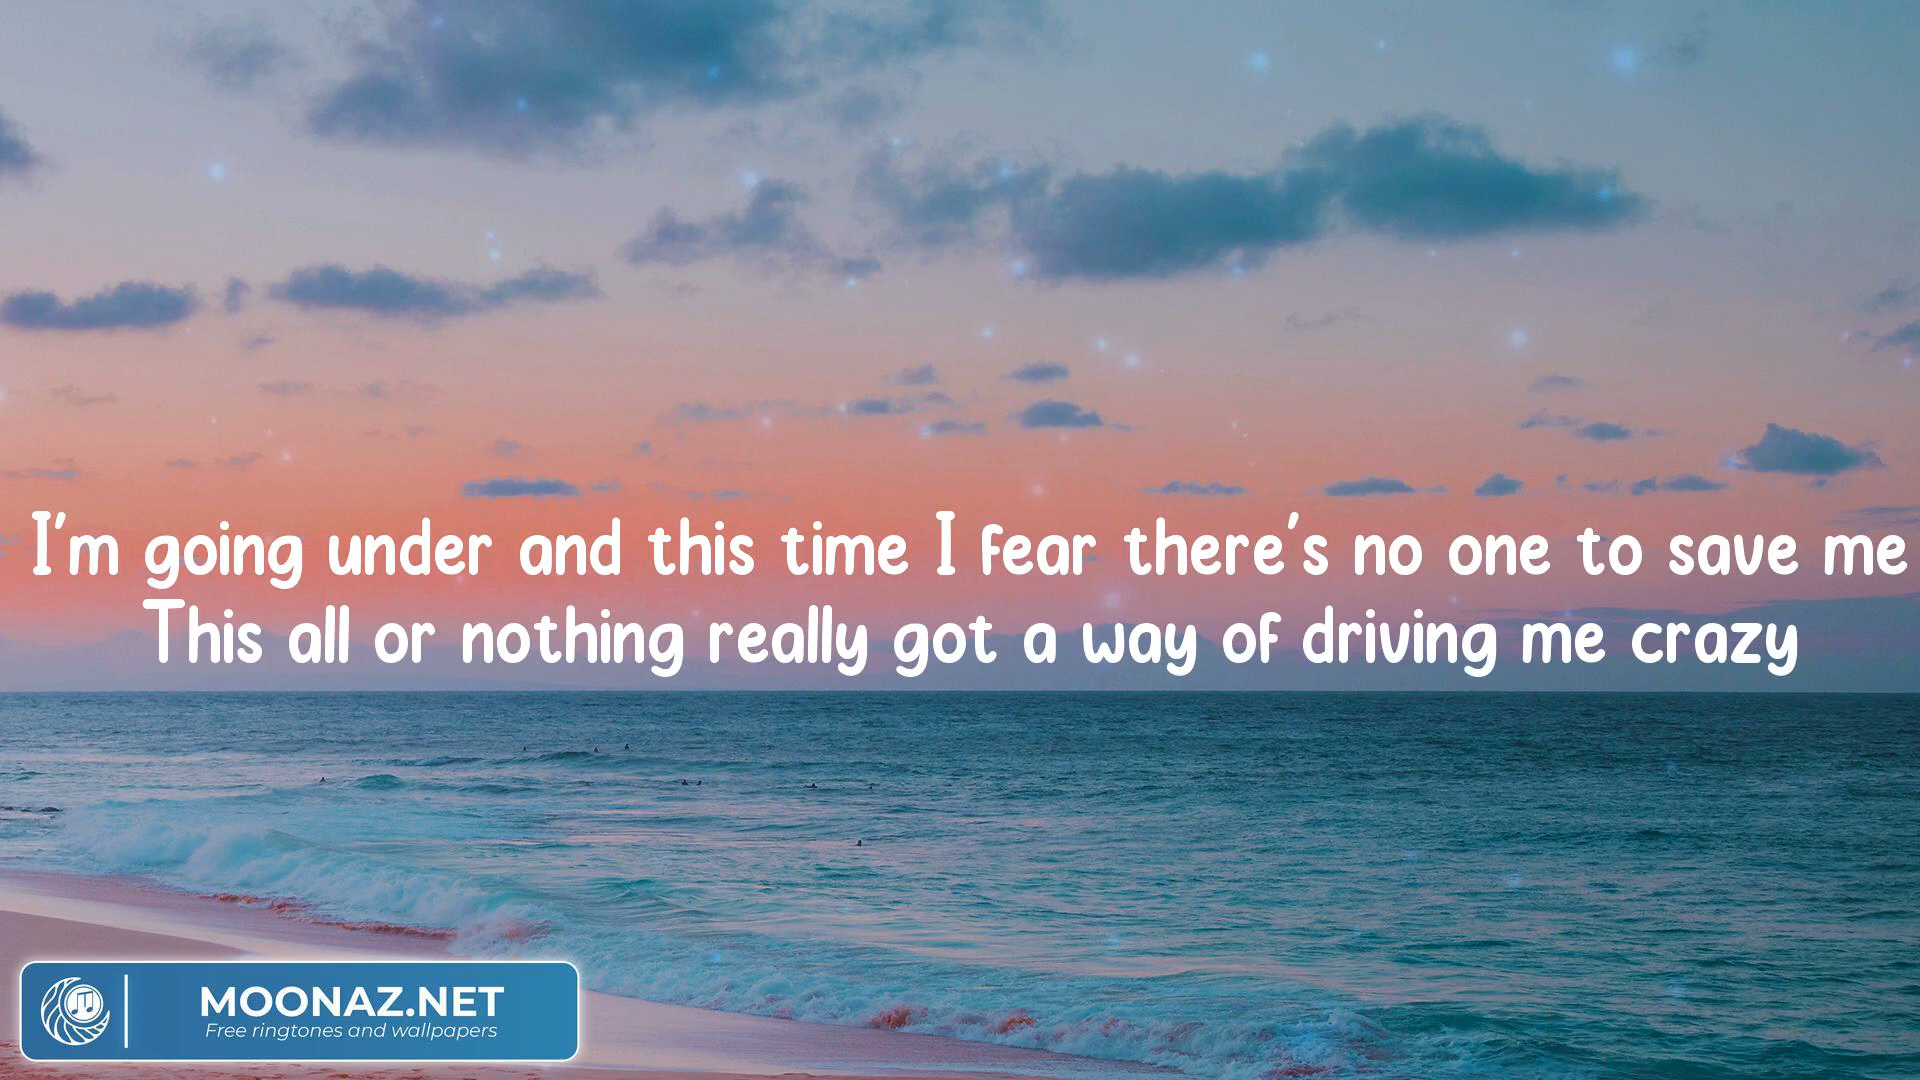 I'm going under and this time I fear there's no one to save me
This all or nothing really got a way of driving me crazy
MOONAZ.NET
Free ringtones and wallpapers